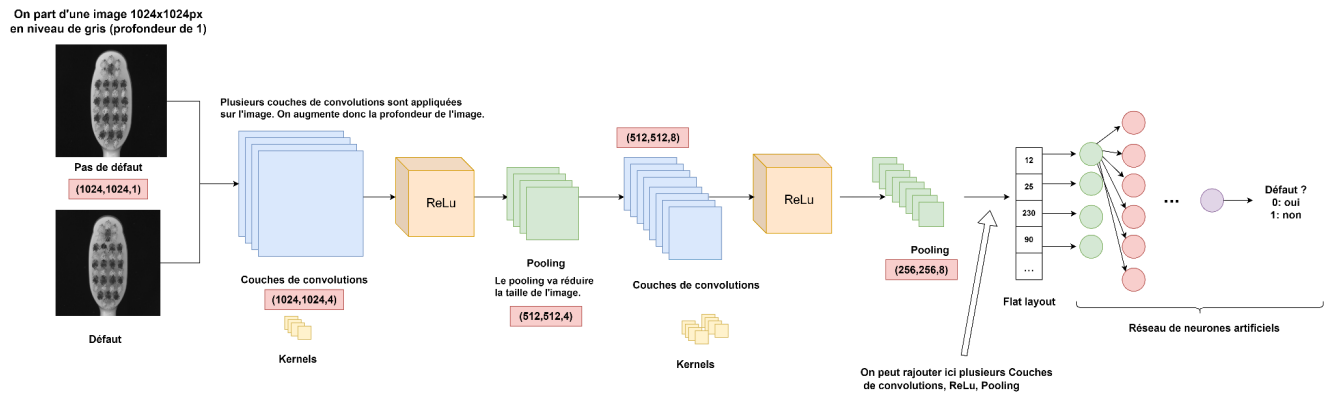 On part d'une image 1024x1024px
en niveau de gris (profondeur de 1)
Pas de défaut
(1024,1024,1)
Défaut
Plusieurs couches de convolutions sont appliquées
sur l'image. On augmente donc la profondeur de l'image.
Couches de convolutions
(1024,1024,4)
Kernels
ReLu
Pooling
Le pooling va réduire
la taille de l'image.
(512,512,4)
(512,512,8)
Couches de convolutions
Kernels
ReLu
Pooling
(256,256,8)
On peut rajouter ici plusieurs Couches
de convolutions, ReLu, Pooling
12
25
230
90
...
Flat layout
...
Réseau de neurones artificiels
Défaut ?
0: oui
1: non